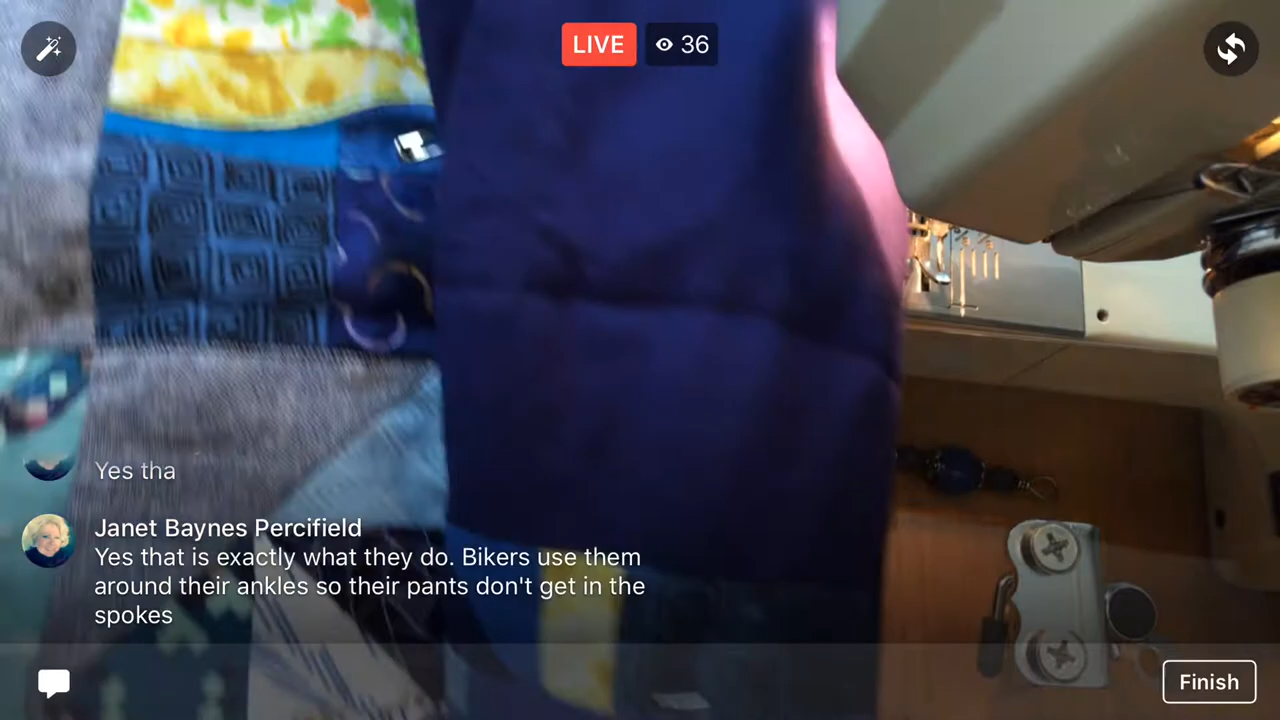 LIVE 36
Yes tha
Janet Baynes Percifield
Yes that is exactly what they do. Bikers use them
around their ankles so their pants don't get in the
spokes
Finish